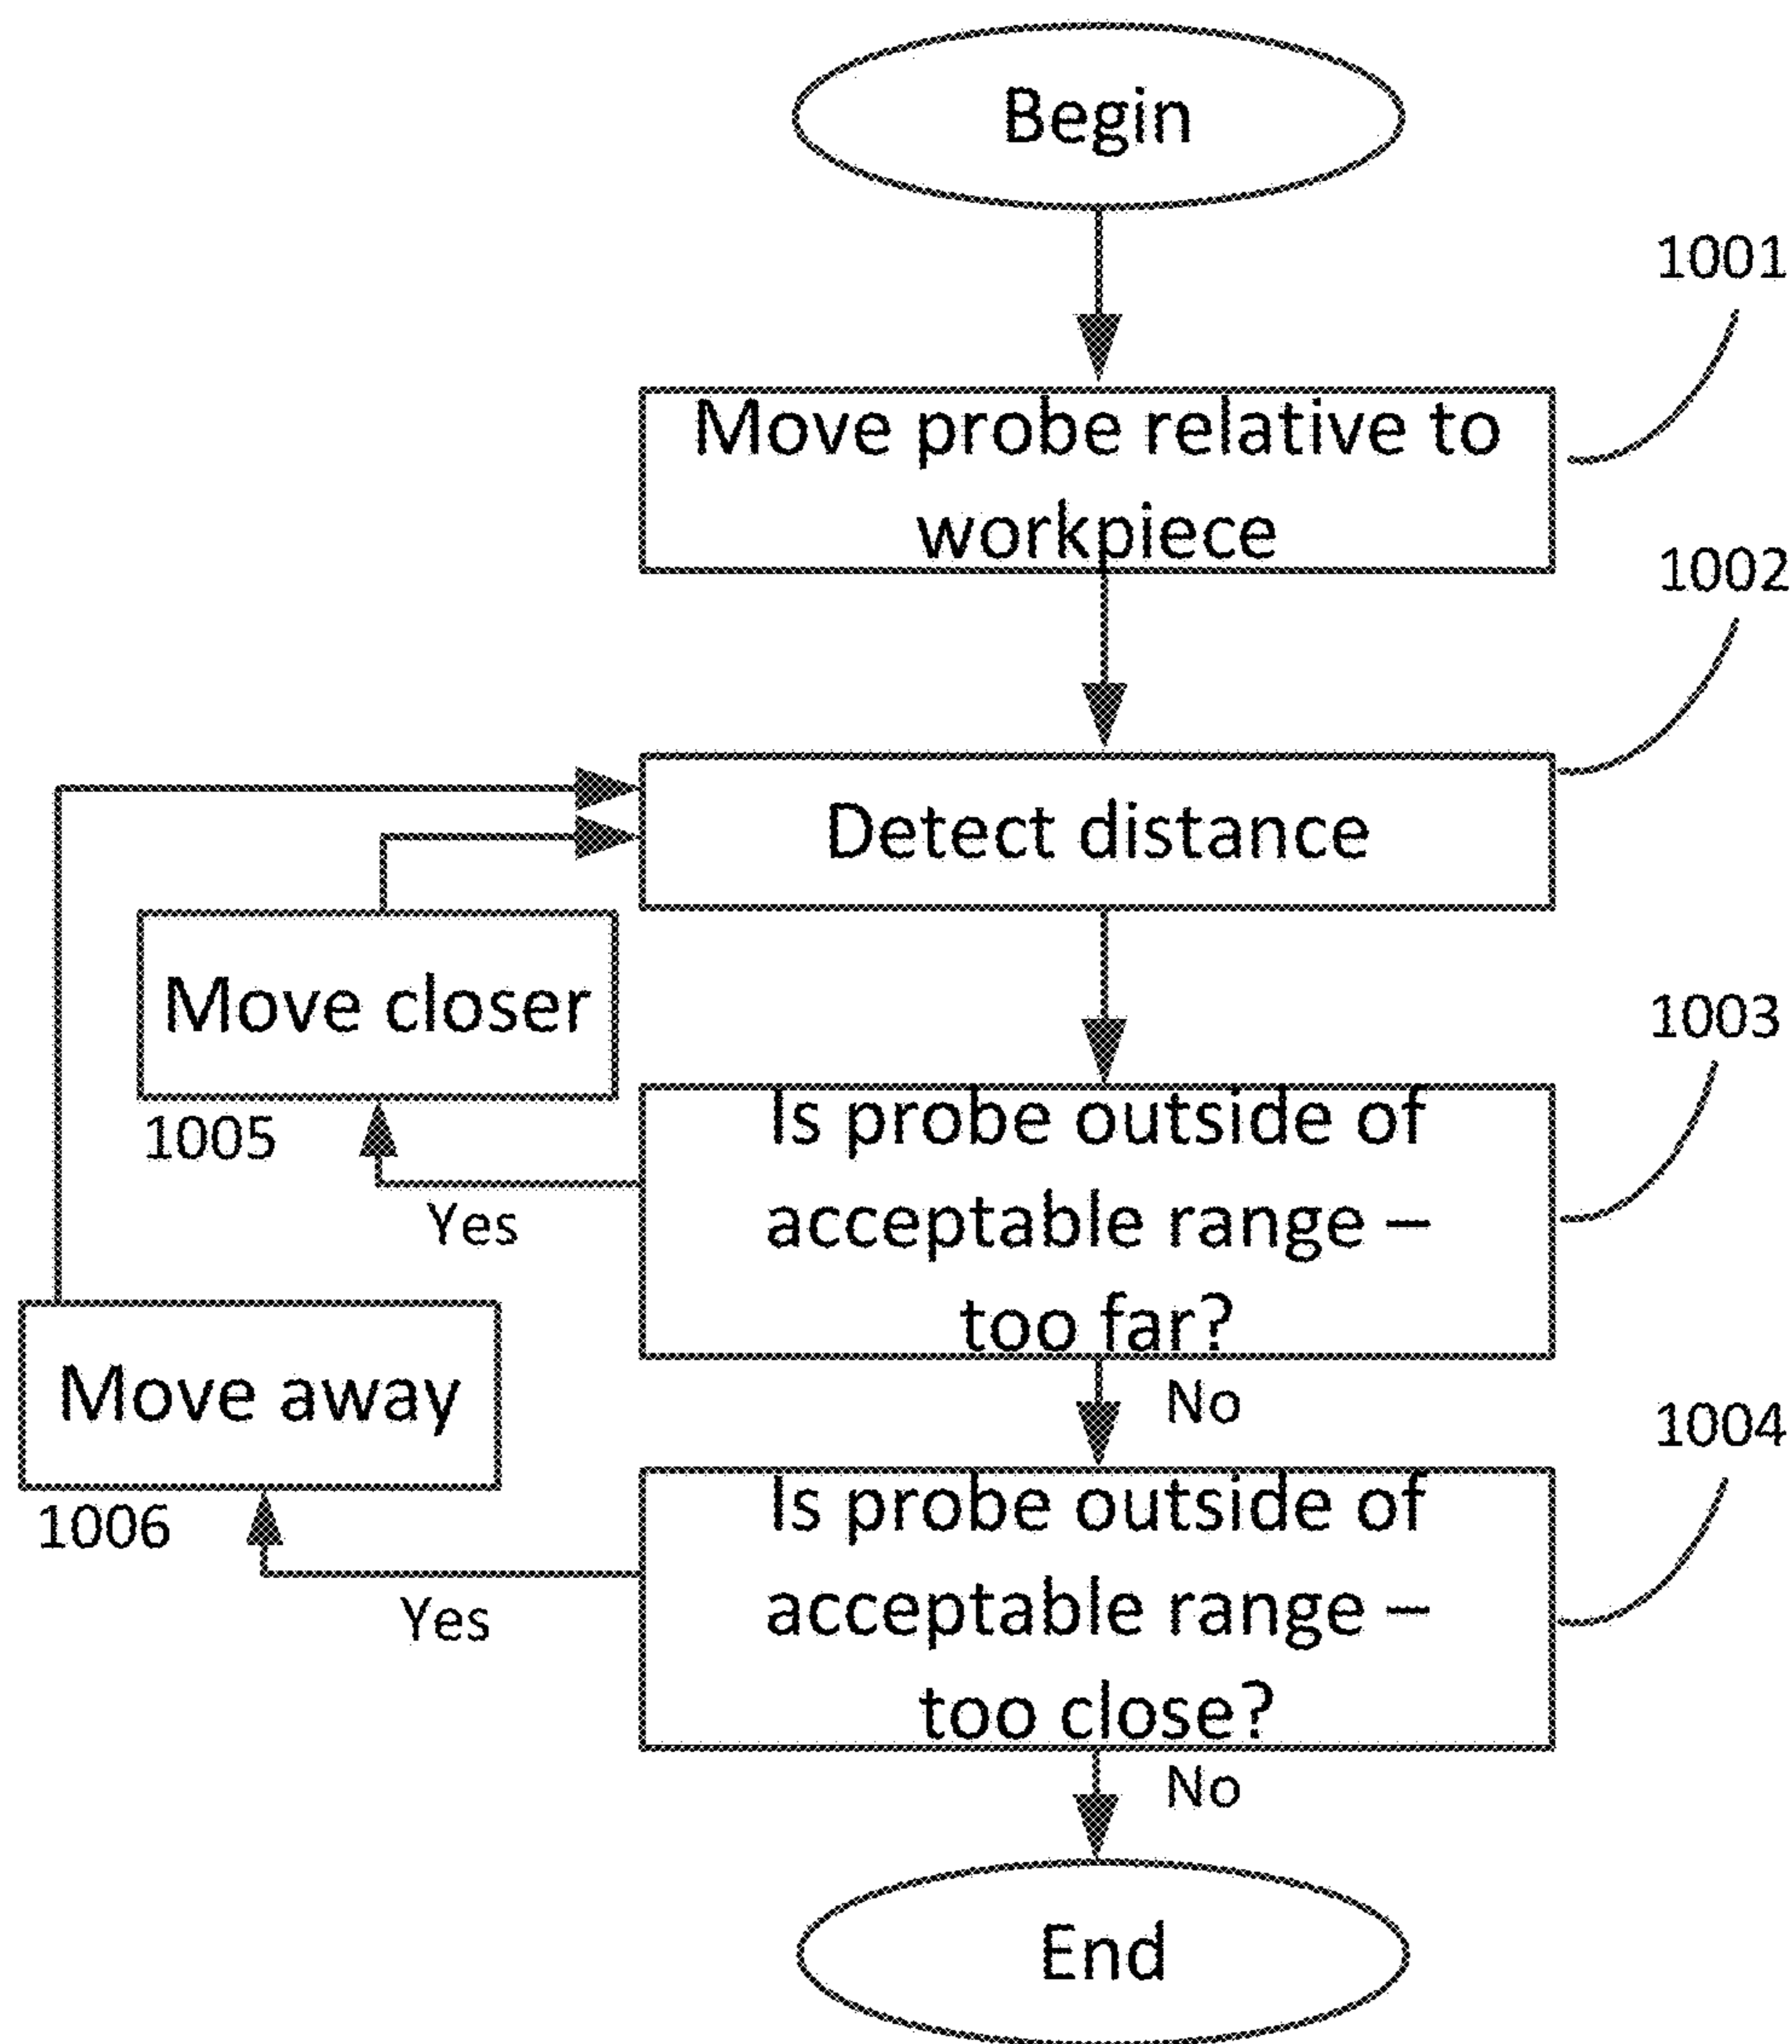 Begin
1001
Move probe relative to
workpiece
1002
Detect distance
Move closer
1005
1003
Is probe outside of
acceptable range –
too far?
Yes
No
Move away
1006
1004
Is probe outside of
acceptable range –
too close?
Yes
No
End